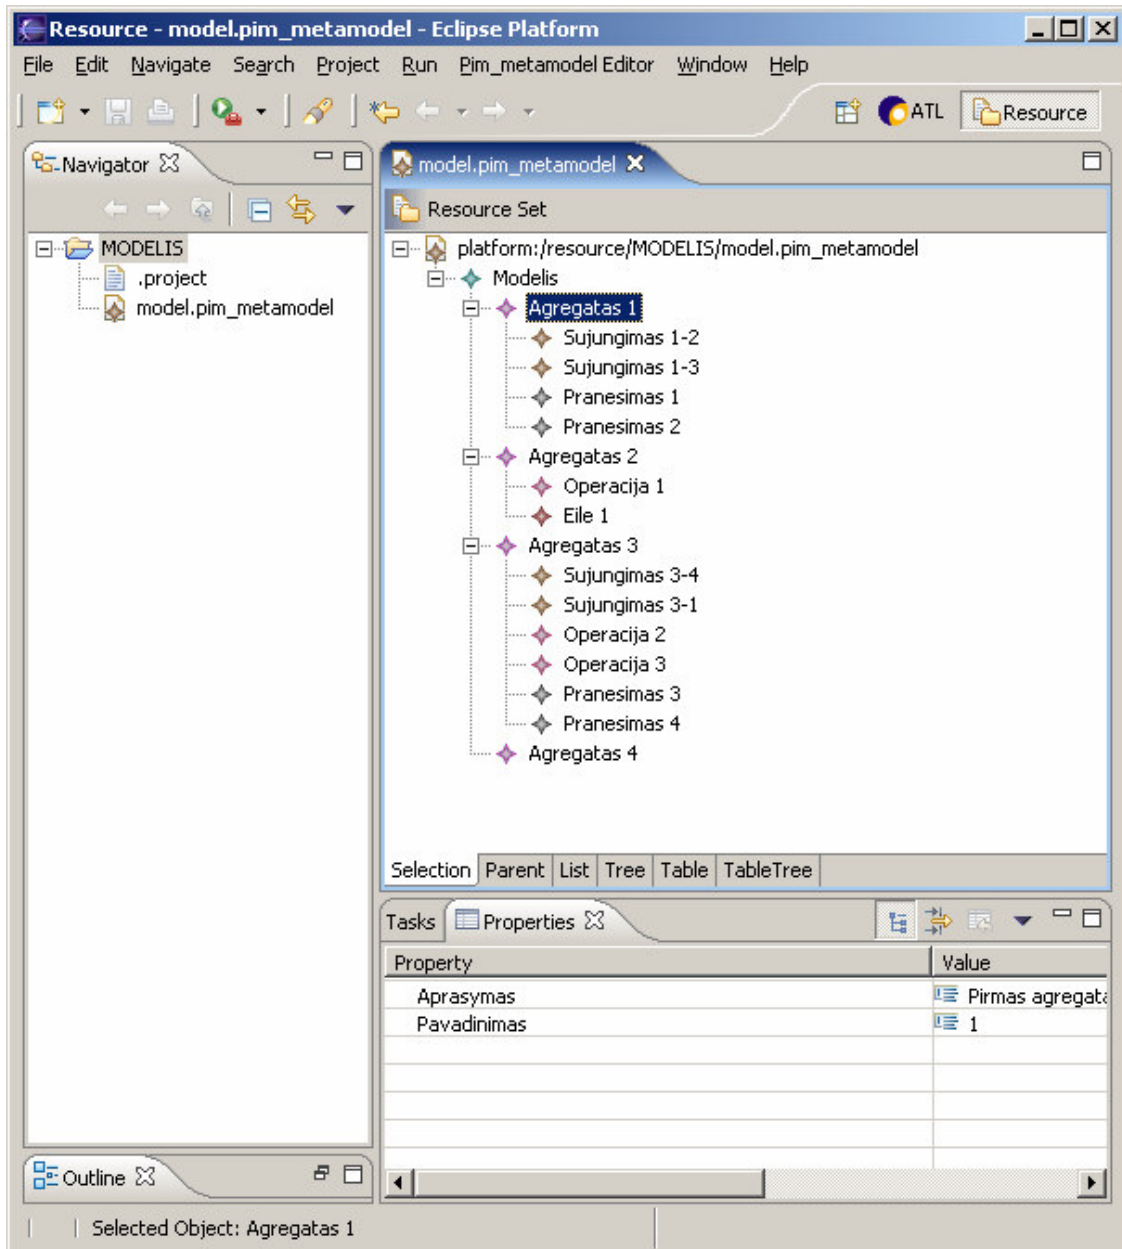 Resource - model.pim_metamodel - Eclipse Platform
File Edit Navigate Search Project Run Pim_metamodel Editor Window Help
ATL Resource
Navigator
MODELIS
.project
model.pim_metamodel
model.pim_metamodel
Resource Set
platform:/resource/MODELIS/model.pim_metamodel
Modelis
Agregatas 1
Sujungimas 1-2
Sujungimas 1-3
Pranesimas 1
Pranesimas 2
Agregatas 2
Operacija 1
Eile 1
Agregatas 3
Sujungimas 3-4
Sujungimas 3-1
Operacija 2
Operacija 3
Pranesimas 3
Pranesimas 4
Agregatas 4
Selection Parent List Tree Table TableTree
Tasks Properties
Property Value
Aprasymas Pirmas agregata
Pavadinimas 1
Outline
Selected Object: Agregatas 1